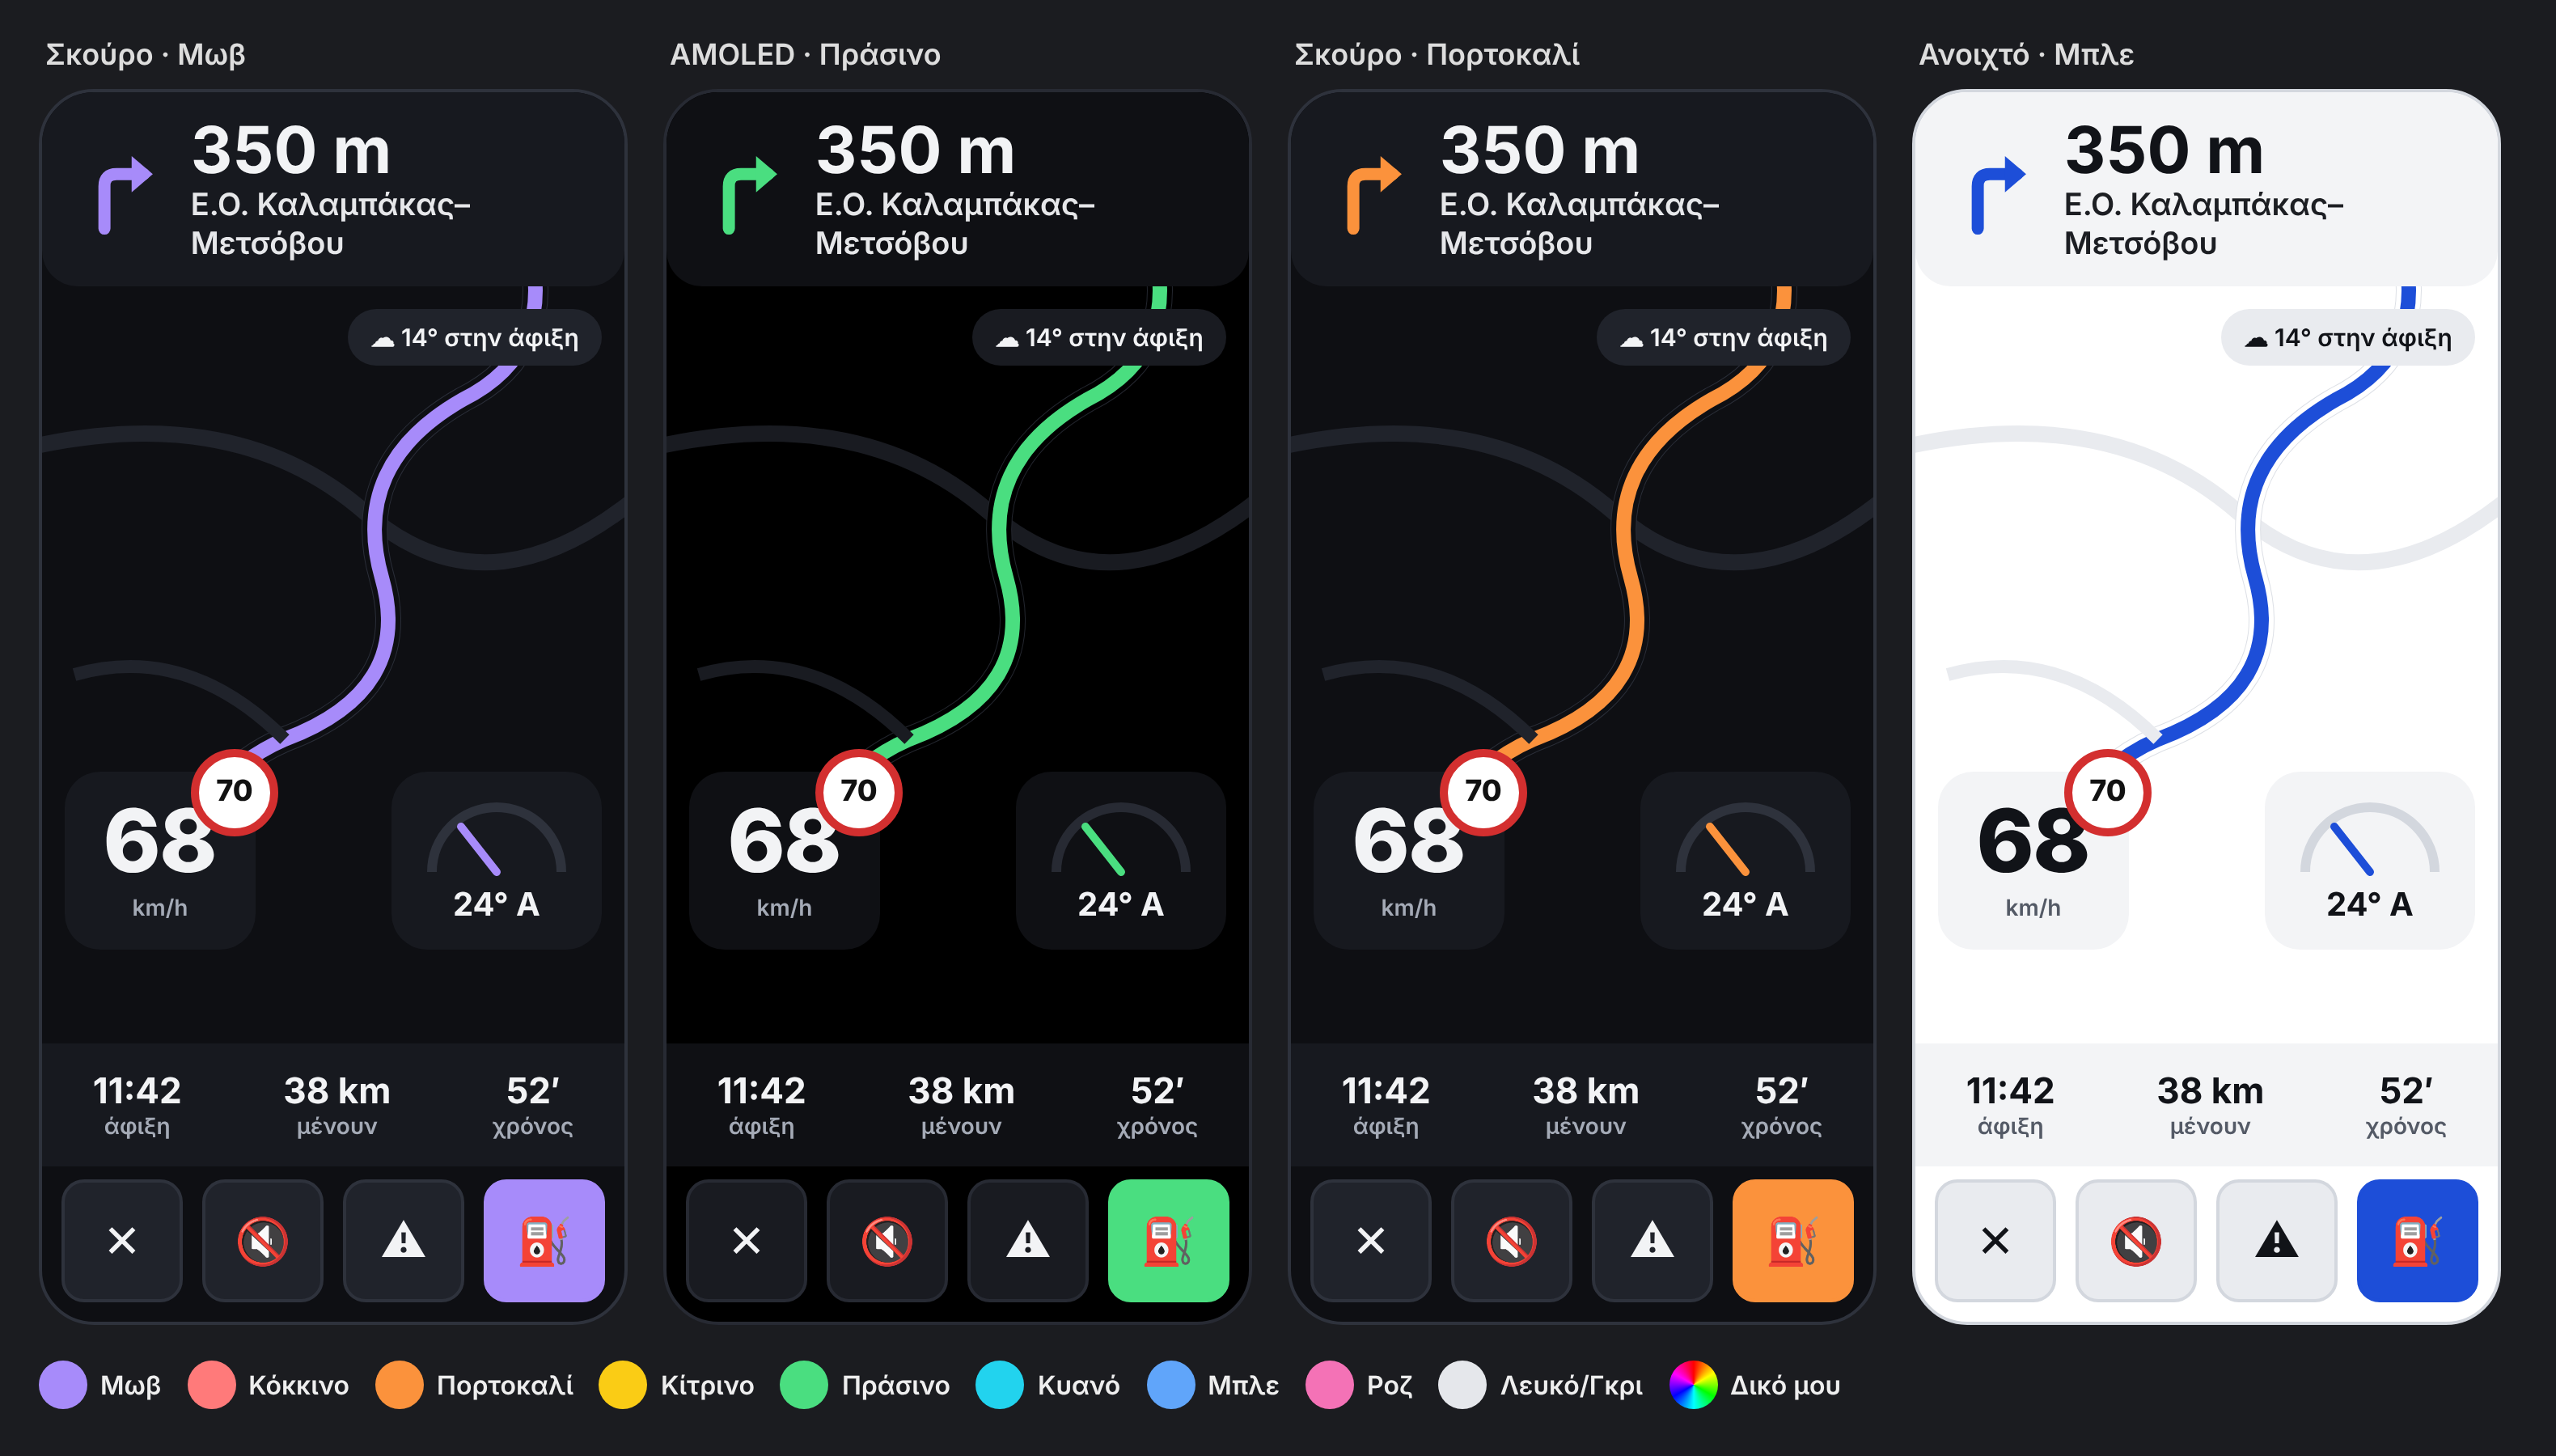 Σκούρο · Μωβ
350 m
Ε.Ο. Καλαμπάκας–
Μετσόβου
☁ 14° στην άφιξη
70
68
km/h
24° Α
11:42
άφιξη
38 km
μένουν
52′
χρόνος
AMOLED · Πράσινο
350 m
Ε.Ο. Καλαμπάκας–
Μετσόβου
☁ 14° στην άφιξη
70
68
km/h
24° Α
11:42
άφιξη
38 km
μένουν
52′
χρόνος
Σκούρο · Πορτοκαλί
350 m
Ε.Ο. Καλαμπάκας–
Μετσόβου
☁ 14° στην άφιξη
70
68
km/h
24° Α
11:42
άφιξη
38 km
μένουν
52′
χρόνος
Ανοιχτό · Μπλε
350 m
Ε.Ο. Καλαμπάκας–
Μετσόβου
☁ 14° στην άφιξη
70
68
km/h
24° Α
11:42
άφιξη
38 km
μένουν
52′
χρόνος
Μωβ
Κόκκινο
Πορτοκαλί
Κίτρινο
Πράσινο
Κυανό
Μπλε
Ροζ
Λευκό/Γκρι
Δικό μου